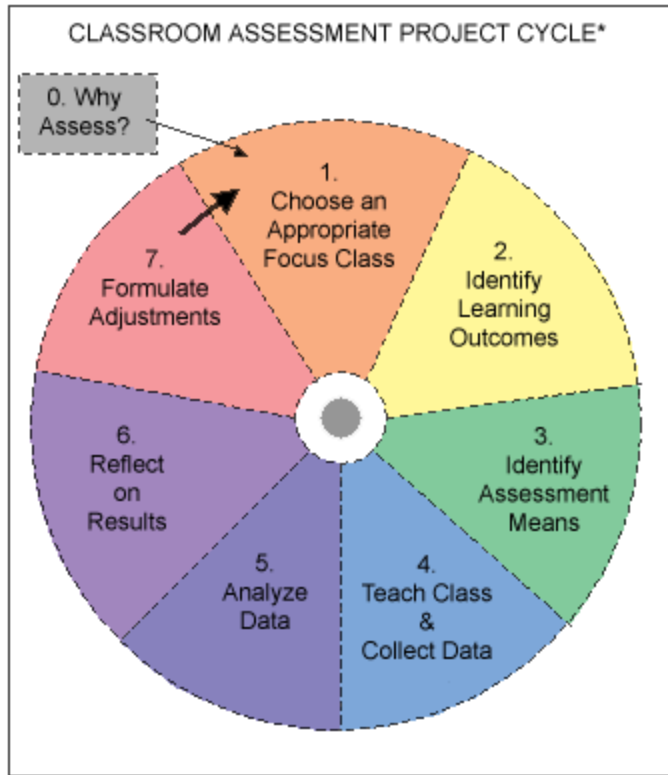 CLASSROOM ASSESSMENT PROJECT CYCLE*
0. Why
Assess?
1.
Choose an
Appropriate
Focus Class
2.
Identify
Learning
Outcomes
3.
Identify
Assessment
Means
4.
Teach Class
&
Collect Data
5.
Analyze
Data
6.
Reflect
on
Results
7.
Formulate
Adjustments